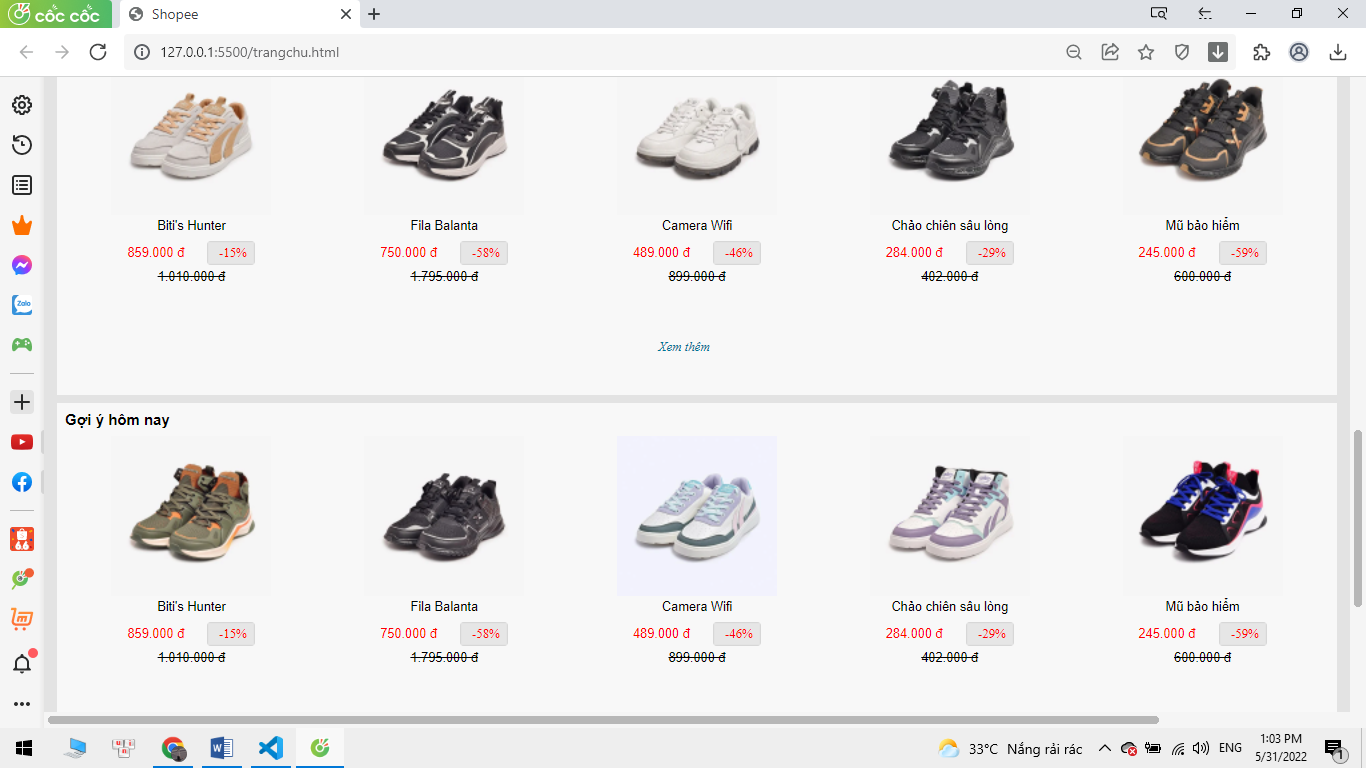 cốc cốc
Shopee
127.0.0.1:5500/trangchu.html
Zalo
Biti's Hunter
Fila Balanta
Camera Wifi
Chảo chiên sâu lòng
Mũ bảo hiểm
859.000 đ -15%
750.000 đ -58%
489.000 đ -46%
284.000 đ -29%
245.000 đ -59%
1.010.000 đ
1.795.000 đ
899.000 đ
402.000 đ
600.000 đ
Xem thêm
Gợi ý hôm nay
Biti's Hunter
Fila Balanta
Camera Wifi
Chảo chiên sâu lòng
Mũ bảo hiểm
859.000 đ -15%
750.000 đ -58%
489.000 đ -46%
284.000 đ -29%
245.000 đ -59%
1.010.000 đ
1.795.000 đ
899.000 đ
402.000 đ
600.000 đ
33°C Nắng rải rác
ENG
1:03 PM
5/31/2022
1